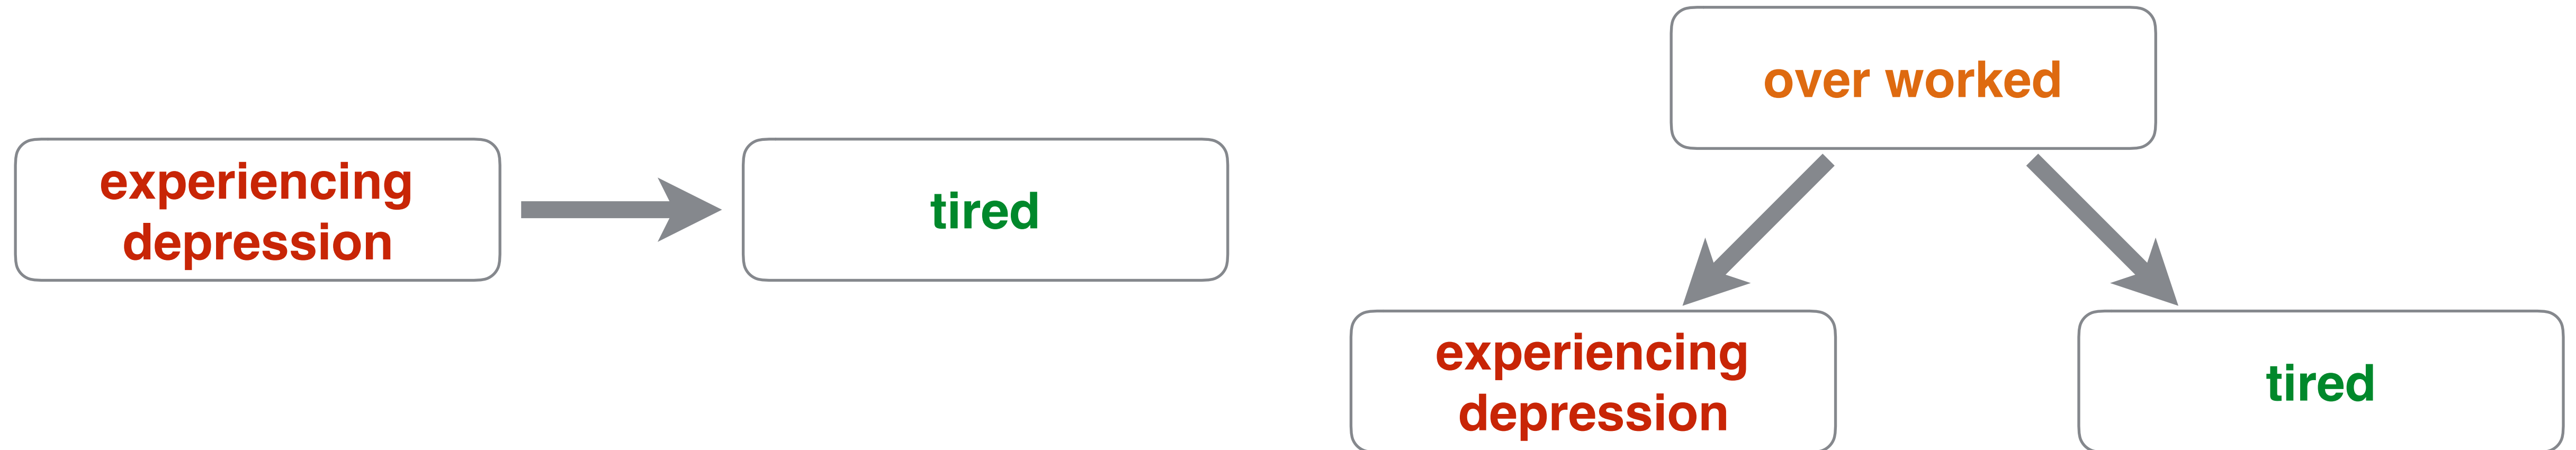 experiencing
depression
tired
over worked
experiencing
depression
tired